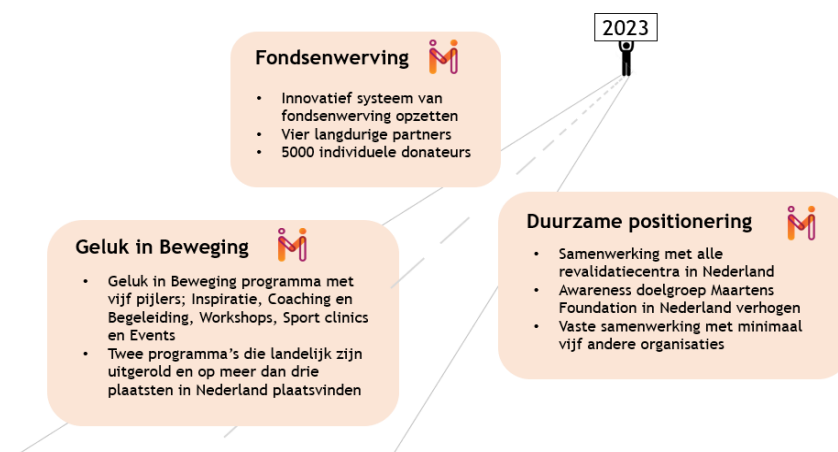 2023
Fondsenwerving
• Innovatief systeem van
fondsenwerving opzetten
• Vier langdurige partners
• 5000 individuele donateurs
Geluk in Beweging
• Geluk in Beweging programma met
vijf pijlers; Inspiratie, Coaching en
Begeleiding, Workshops, Sport clinics
en Events
• Twee programma's die landelijk zijn
uitgerold en op meer dan drie
plaatsten in Nederland plaatsvinden
Duurzame positionering
• Samenwerking met alle
revalidatiecentra in Nederland
• Awareness doelgroep Maartens
Foundation in Nederland verhogen
• Vaste samenwerking met minimaal
vijf andere organisaties